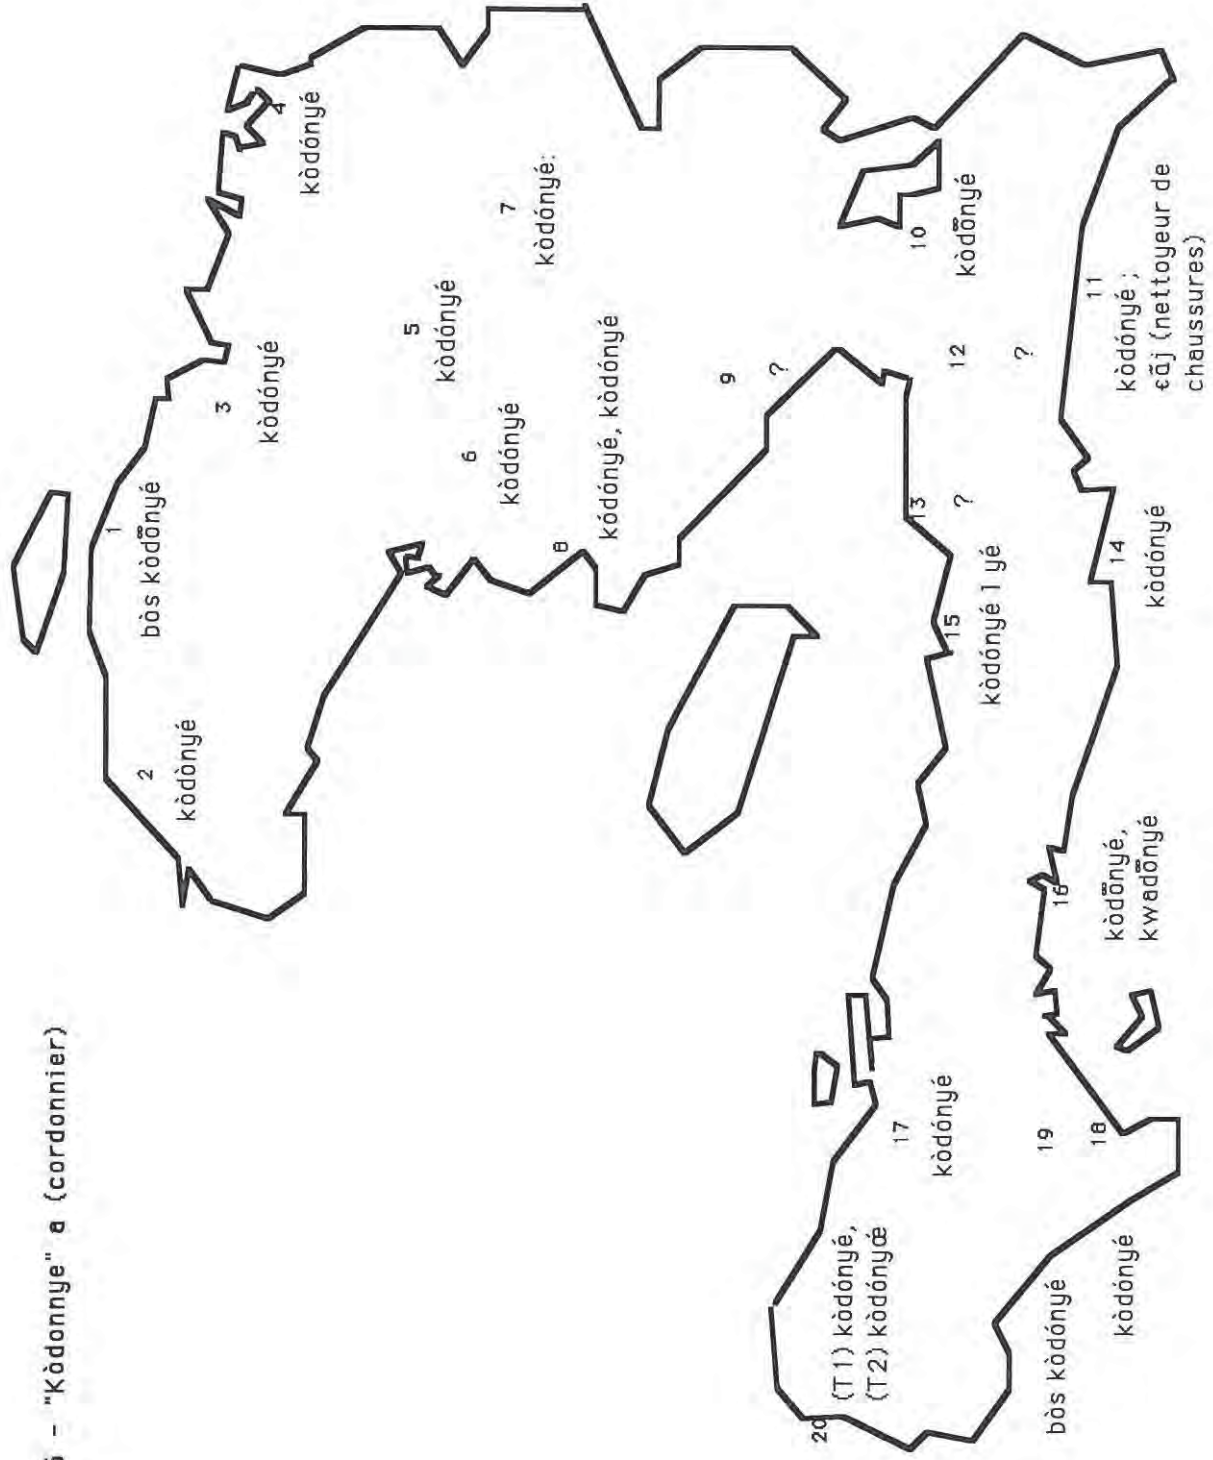 - "Kòdonnye" a (cordonnier)
1
bòs kòdõnyé
2
kòdònyé
3
kòdónyé
4
kòdónyé
5
kòdónyé
6
kòdónyé
7
kòdónyé:
8
kódónyé, kòdónyé
9
?
10
kòdõnyé
11
kòdónyé ;
ɛãj (nettoyeur de
chaussures)
12
?
13
?
14
kòdónyé
15
kòdónyé l yé
16
kòdõnyé,
kwadõnyé
17
kòdónyé
18
kòdónyé
19
bòs kòdónyé
20
(T1) kòdónyé,
(T2) kòdónyǽ